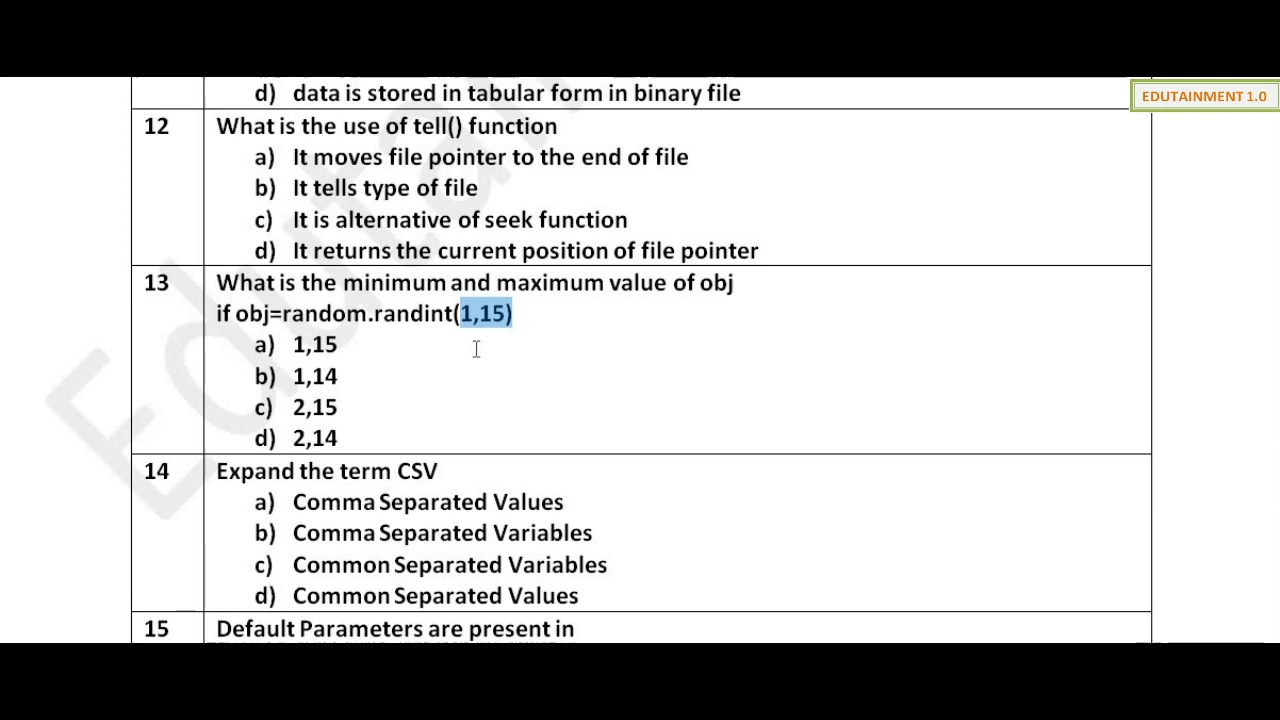 d) data is stored in tabular form in binary file
EDUTAINMENT 1.0
12 What is the use of tell() function
a) It moves file pointer to the end of file
b) It tells type of file
c) It is alternative of seek function
d) It returns the current position of file pointer
13 What is the minimum and maximum value of obj
if obj=random.randint(1,15)
a) 1,15
b) 1,14
c) 2,15
d) 2,14
14 Expand the term CSV
a) Comma Separated Values
b) Comma Separated Variables
c) Common Separated Variables
d) Common Separated Values
15 Default Parameters are present in